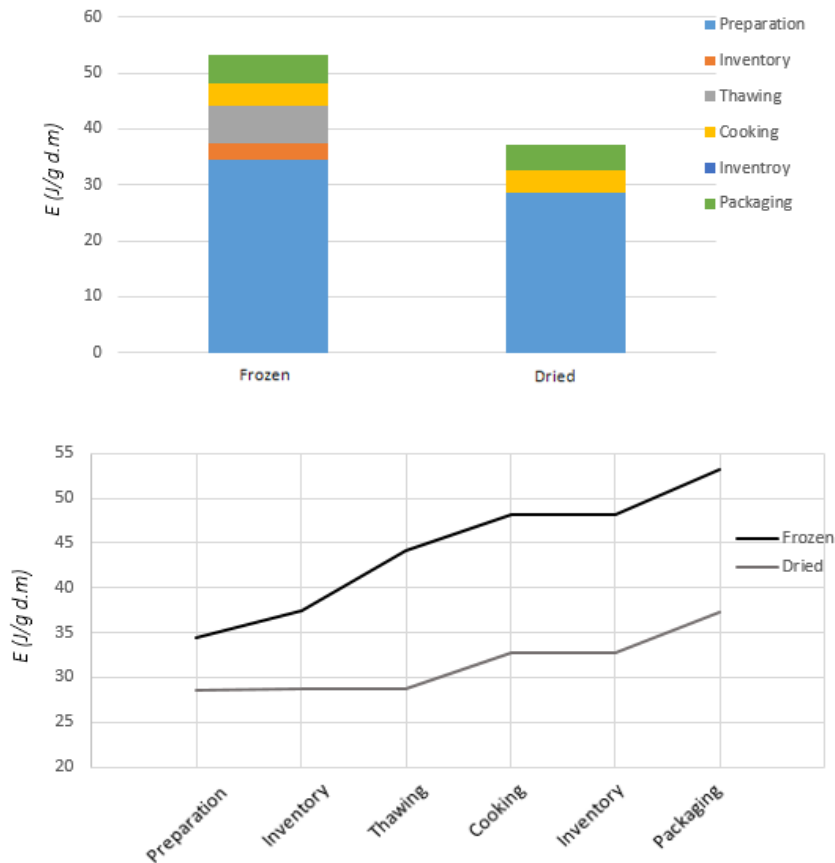 60
50
40
30
20
10
0
E (J/g d.m)
Frozen
Dried
Preparation
Inventory
Thawing
Cooking
Inventroy
Packaging
55
50
45
40
35
30
25
20
E (J/g d.m)
Frozen
Dried
Preparation
Inventory
Thawing
Cooking
Inventory
Packaging